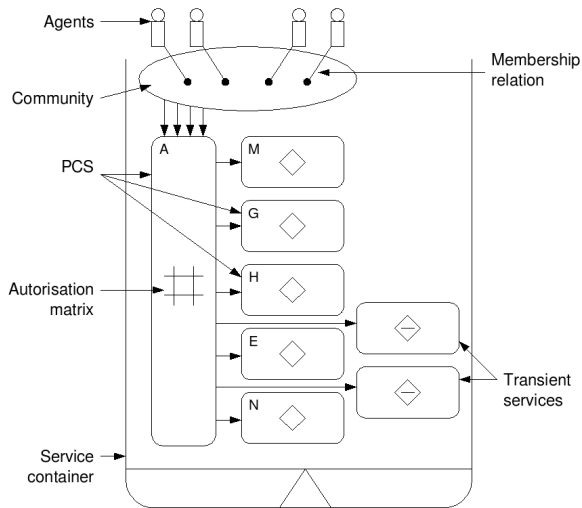 Agents
Membership
relation
Community
A
M
PCS
G
H
Autorisation
matrix
E
Transient
services
N
Service
container